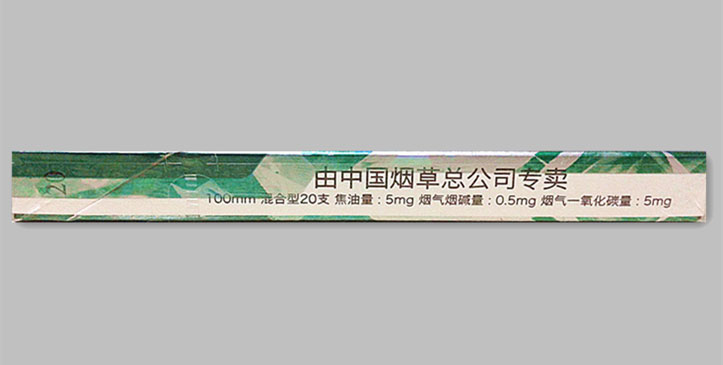 由中国烟草总公司专卖
100mm 混合型20支 焦油量：5mg 烟气烟碱量：0.5mg 烟气一氧化碳量：5mg
20